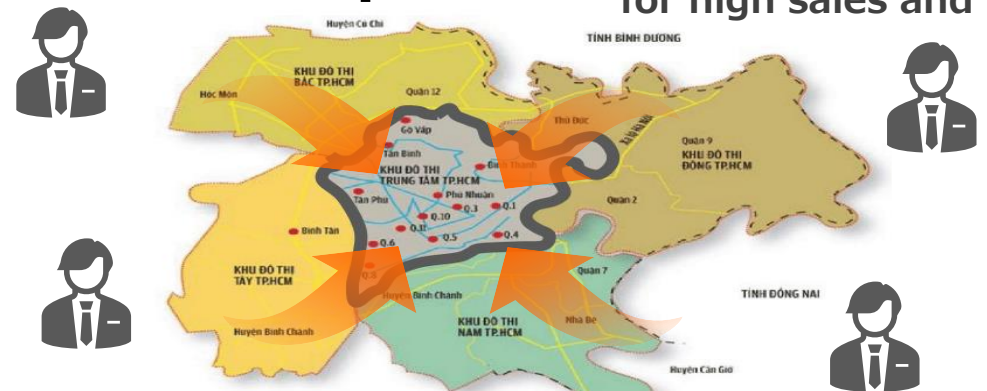 for high sales and
Huyện Củ Chi
TỈNH BÌNH DƯƠNG
KHU ĐÔ THỊ
BẮC TP.HCM
Hóc Môn
Quận 12
Thủ Đức
Xa lộ Hà Nội
Gò Vấp
Quận 9
KHU ĐÔ THỊ
ĐÔNG TP.HCM
Tân Bình
Bình Thạnh
KHU ĐÔ THỊ
TRUNG TÂM TP.HCM
Tân Phú
Phú Nhuận
Q.3
Q.1
Quận 2
Q.10
Q.11
Bình Tân
Q.6
Q.5
Q.4
Q.8
KHU ĐÔ THỊ
TÂY TP.HCM
Quận 7
Huyện Bình Chánh
TỈNH ĐỒNG NAI
Huyện Bình Chánh
KHU ĐÔ THỊ
NAM TP.HCM
Nhà Bè
Huyện Cần Giờ